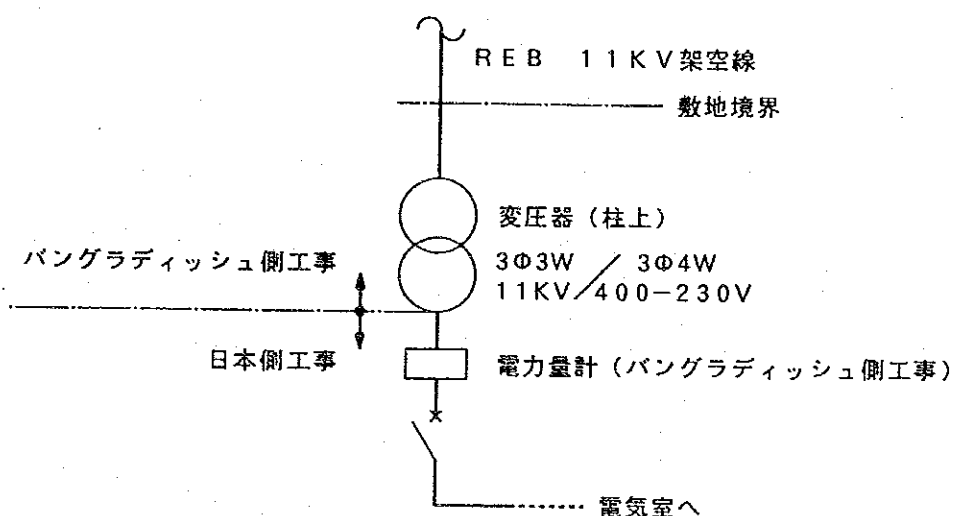 REB 11KV架空線
敷地境界
変圧器(柱上)
バングラディッシュ側工事
3Φ3W/3Φ4W
11KV/400-230V
日本側工事
電力量計(バングラディッシュ側工事)
電気室へ